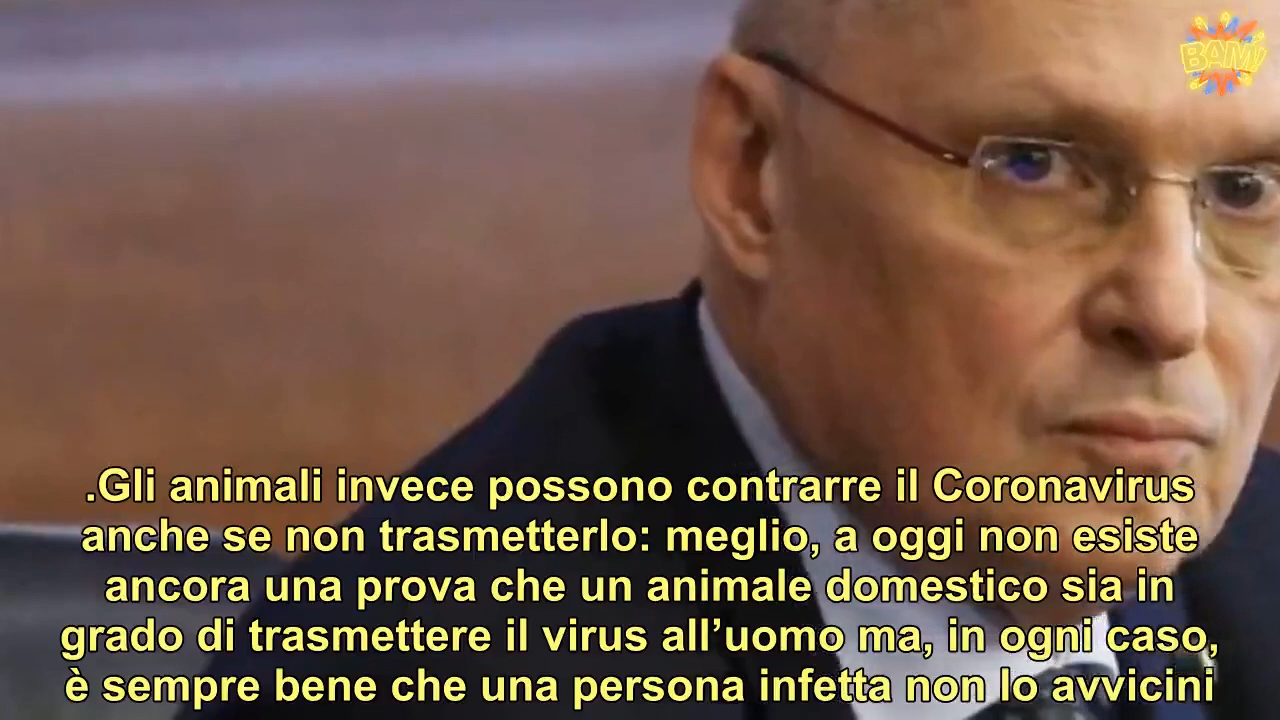 BAM!
.Gli animali invece possono contrarre il Coronavirus
anche se non trasmetterlo: meglio, a oggi non esiste
ancora una prova che un animale domestico sia in
grado di trasmettere il virus all’uomo ma, in ogni caso,
è sempre bene che una persona infetta non lo avvicini